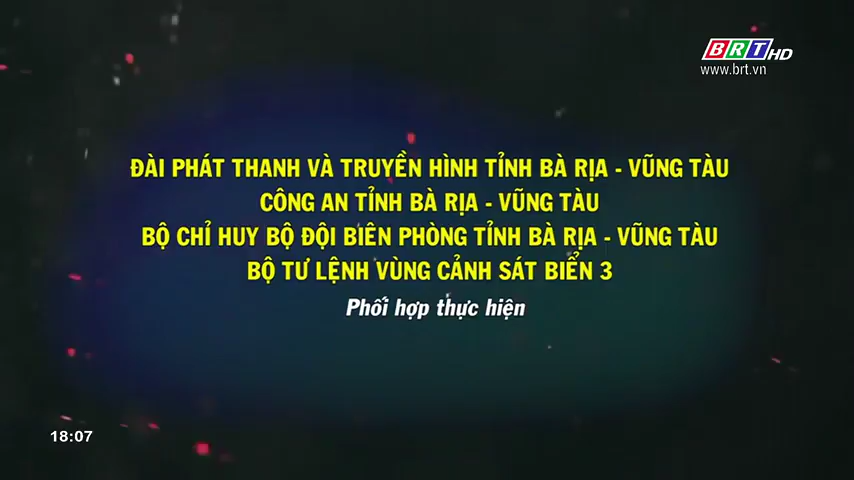 BRT HD
www.brt.vn
ĐÀI PHÁT THANH VÀ TRUYỀN HÌNH TỈNH BÀ RỊA - VŨNG TÀU
CÔNG AN TỈNH BÀ RỊA - VŨNG TÀU
BỘ CHỈ HUY BỘ ĐỘI BIÊN PHÒNG TỈNH BÀ RỊA - VŨNG TÀU
BỘ TƯ LỆNH VÙNG CẢNH SÁT BIỂN 3
Phối hợp thực hiện
18:07